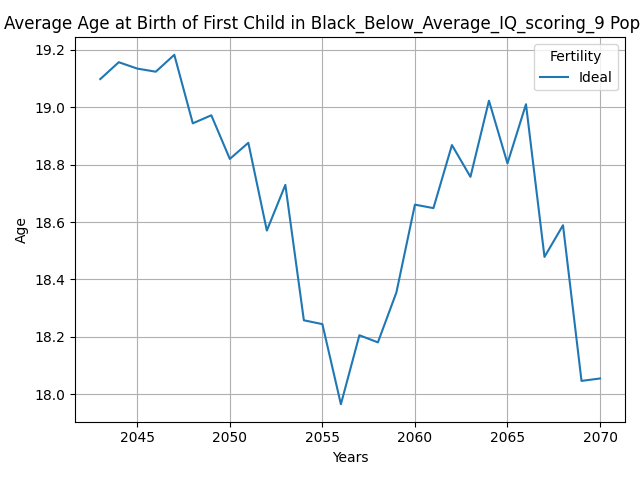 Average Age at Birth of First Child in Black_Below_Average_IQ_scoring_9 Pop
Fertility
Ideal
19.2
19.0
18.8
18.6
18.4
18.2
18.0
Age
2045 2050 2055 2060 2065 2070
Years